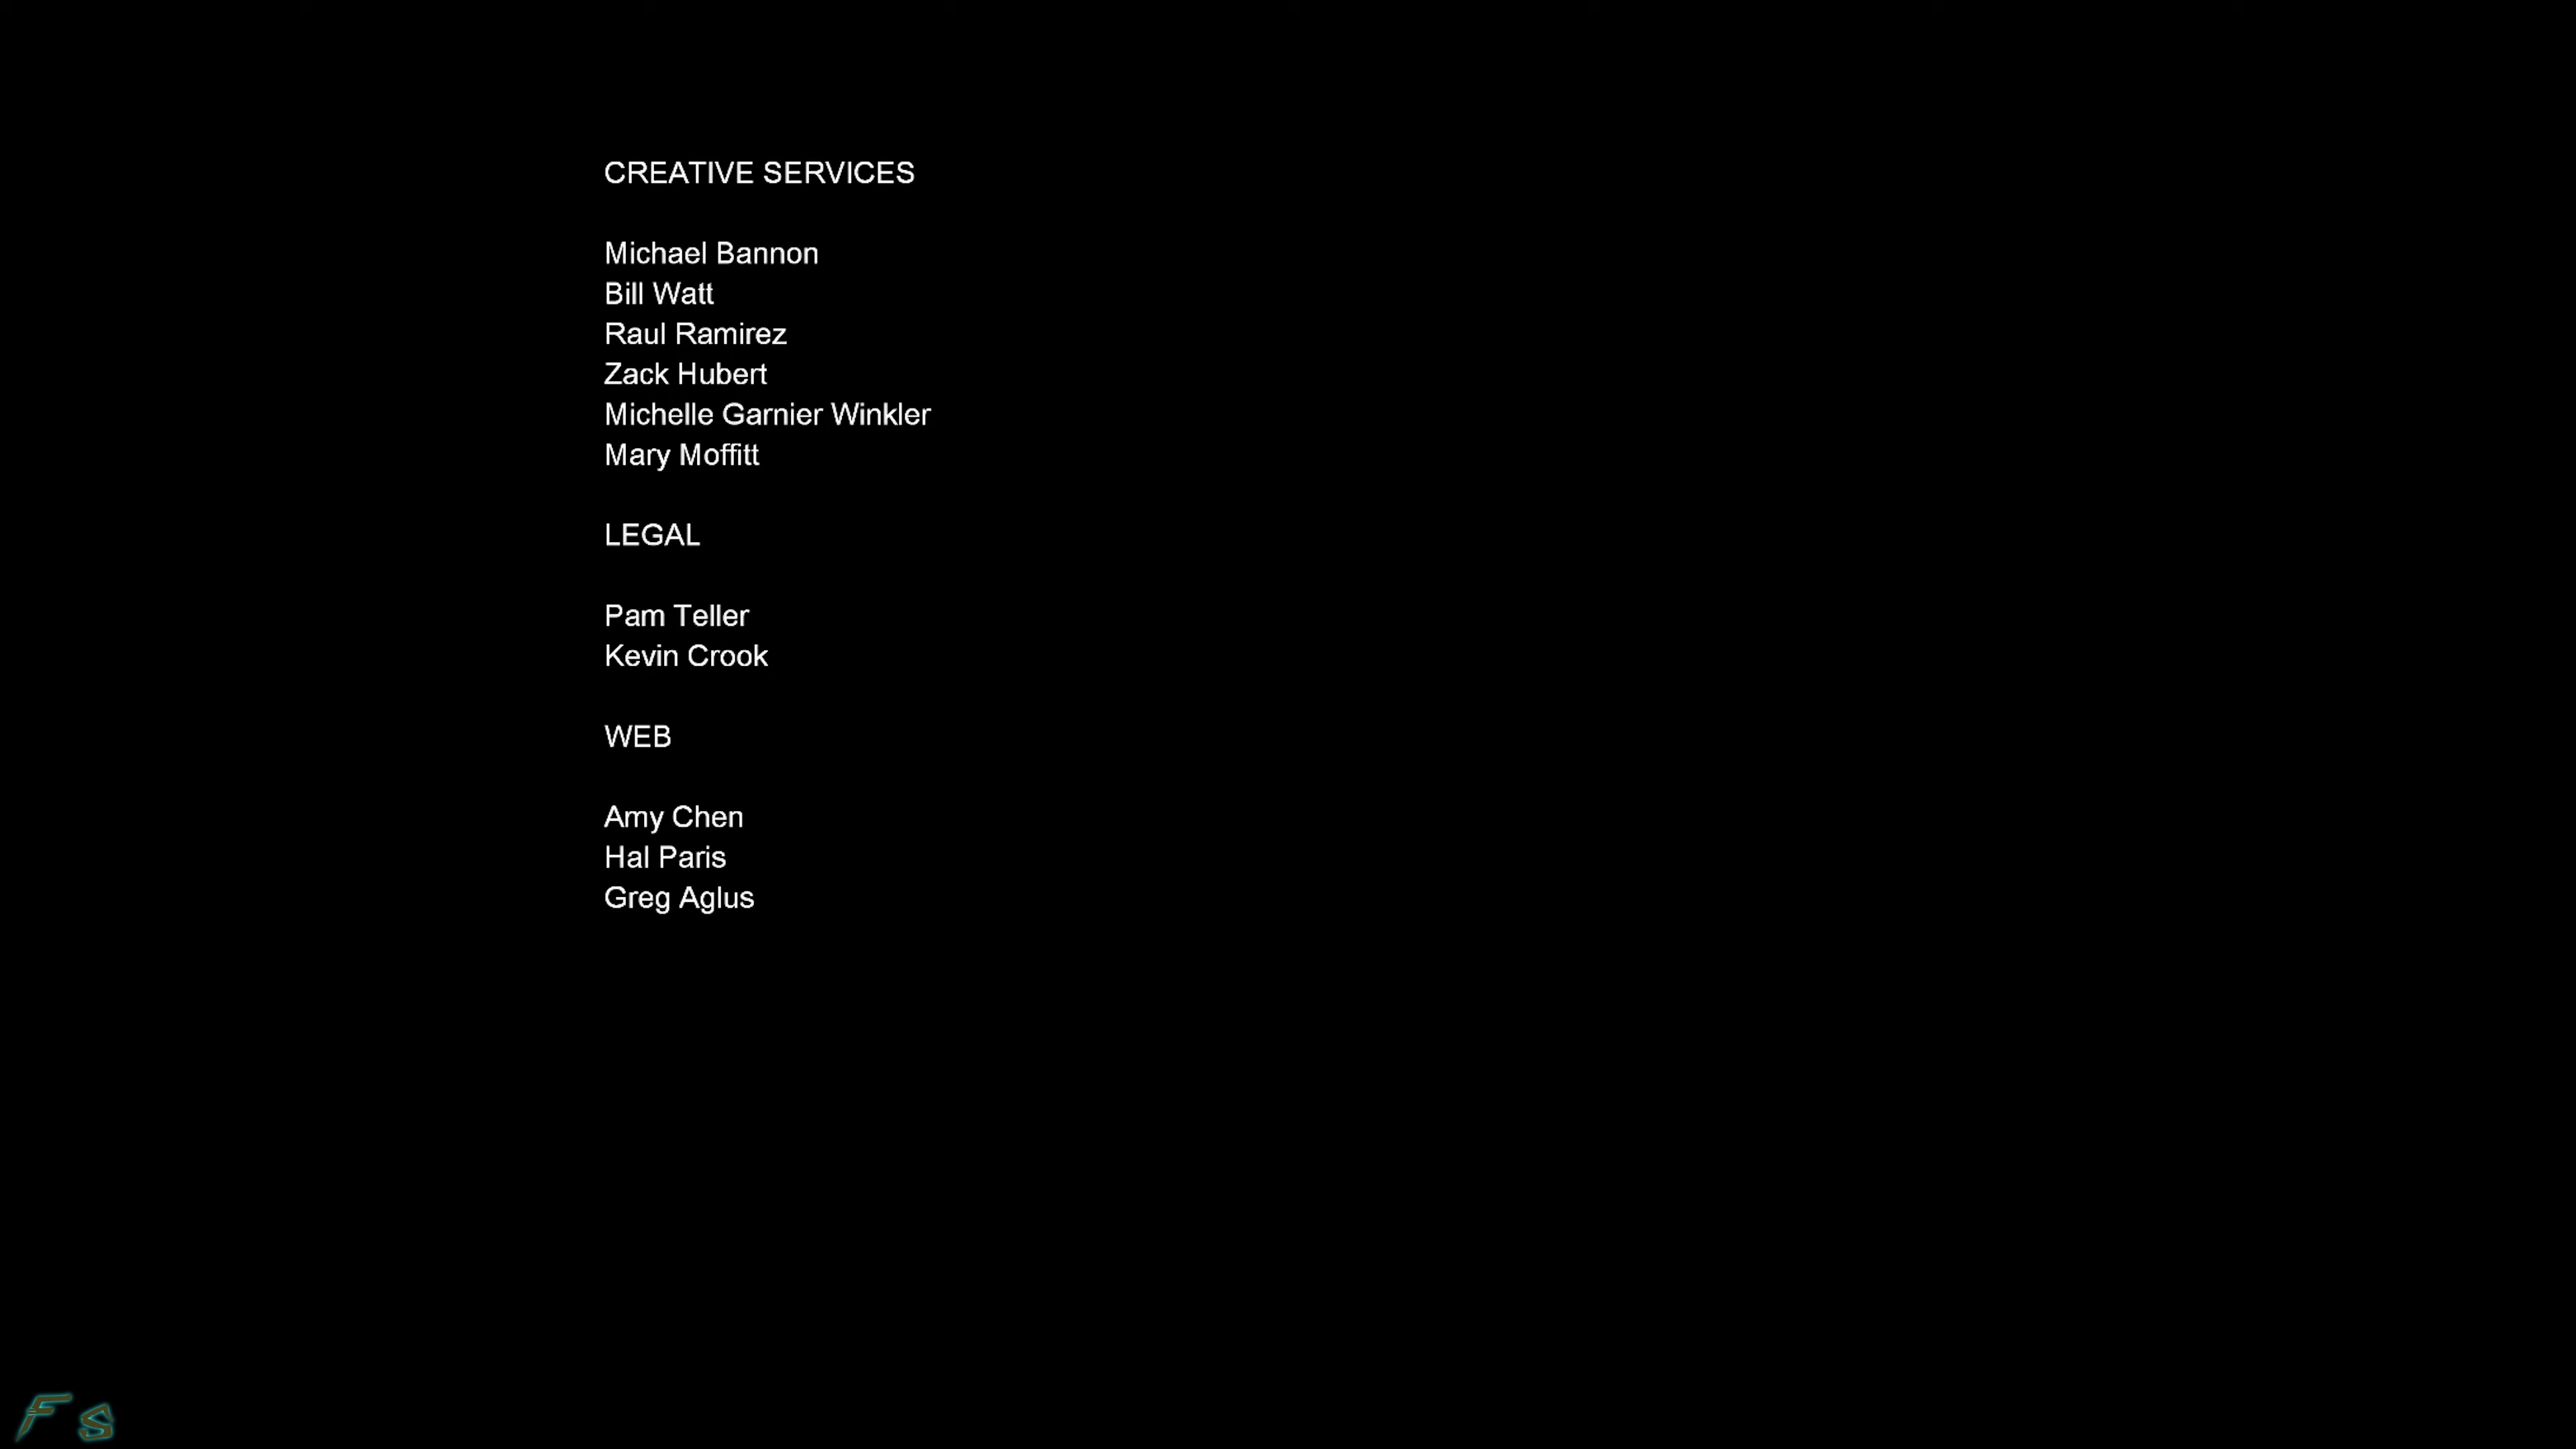 CREATIVE SERVICES
Michael Bannon
Bill Watt
Raul Ramirez
Zack Hubert
Michelle Garnier Winkler
Mary Moffitt
LEGAL
Pam Teller
Kevin Crook
WEB
Amy Chen
Hal Paris
Greg Aglus
F s